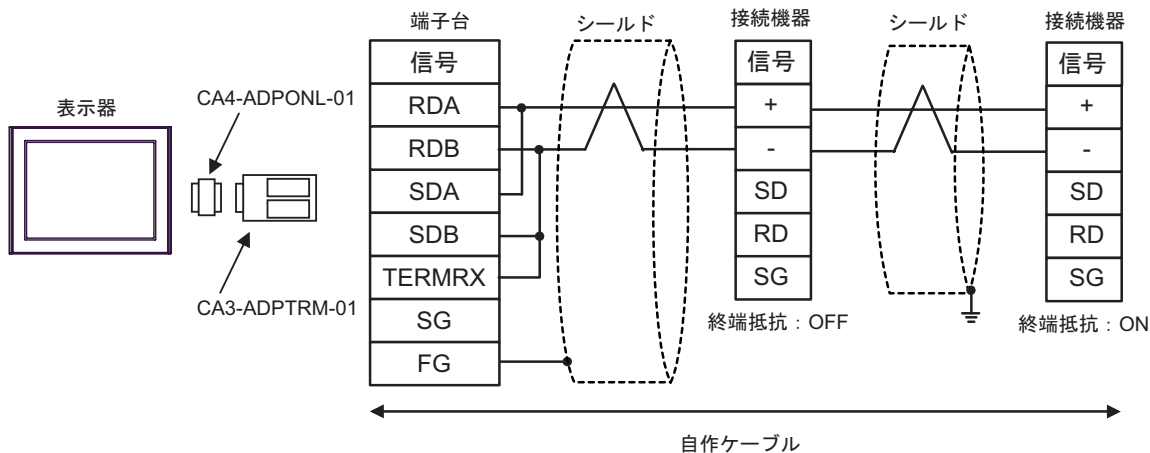 表示器
CA4-ADPONL-01
CA3-ADPTRM-01
端子台
信号
RDA
RDB
SDA
SDB
TERMRX
SG
FG
シールド
接続機器
信号
+
-
SD
RD
SG
終端抵抗：OFF
シールド
接続機器
信号
+
-
SD
RD
SG
終端抵抗：ON
自作ケーブル